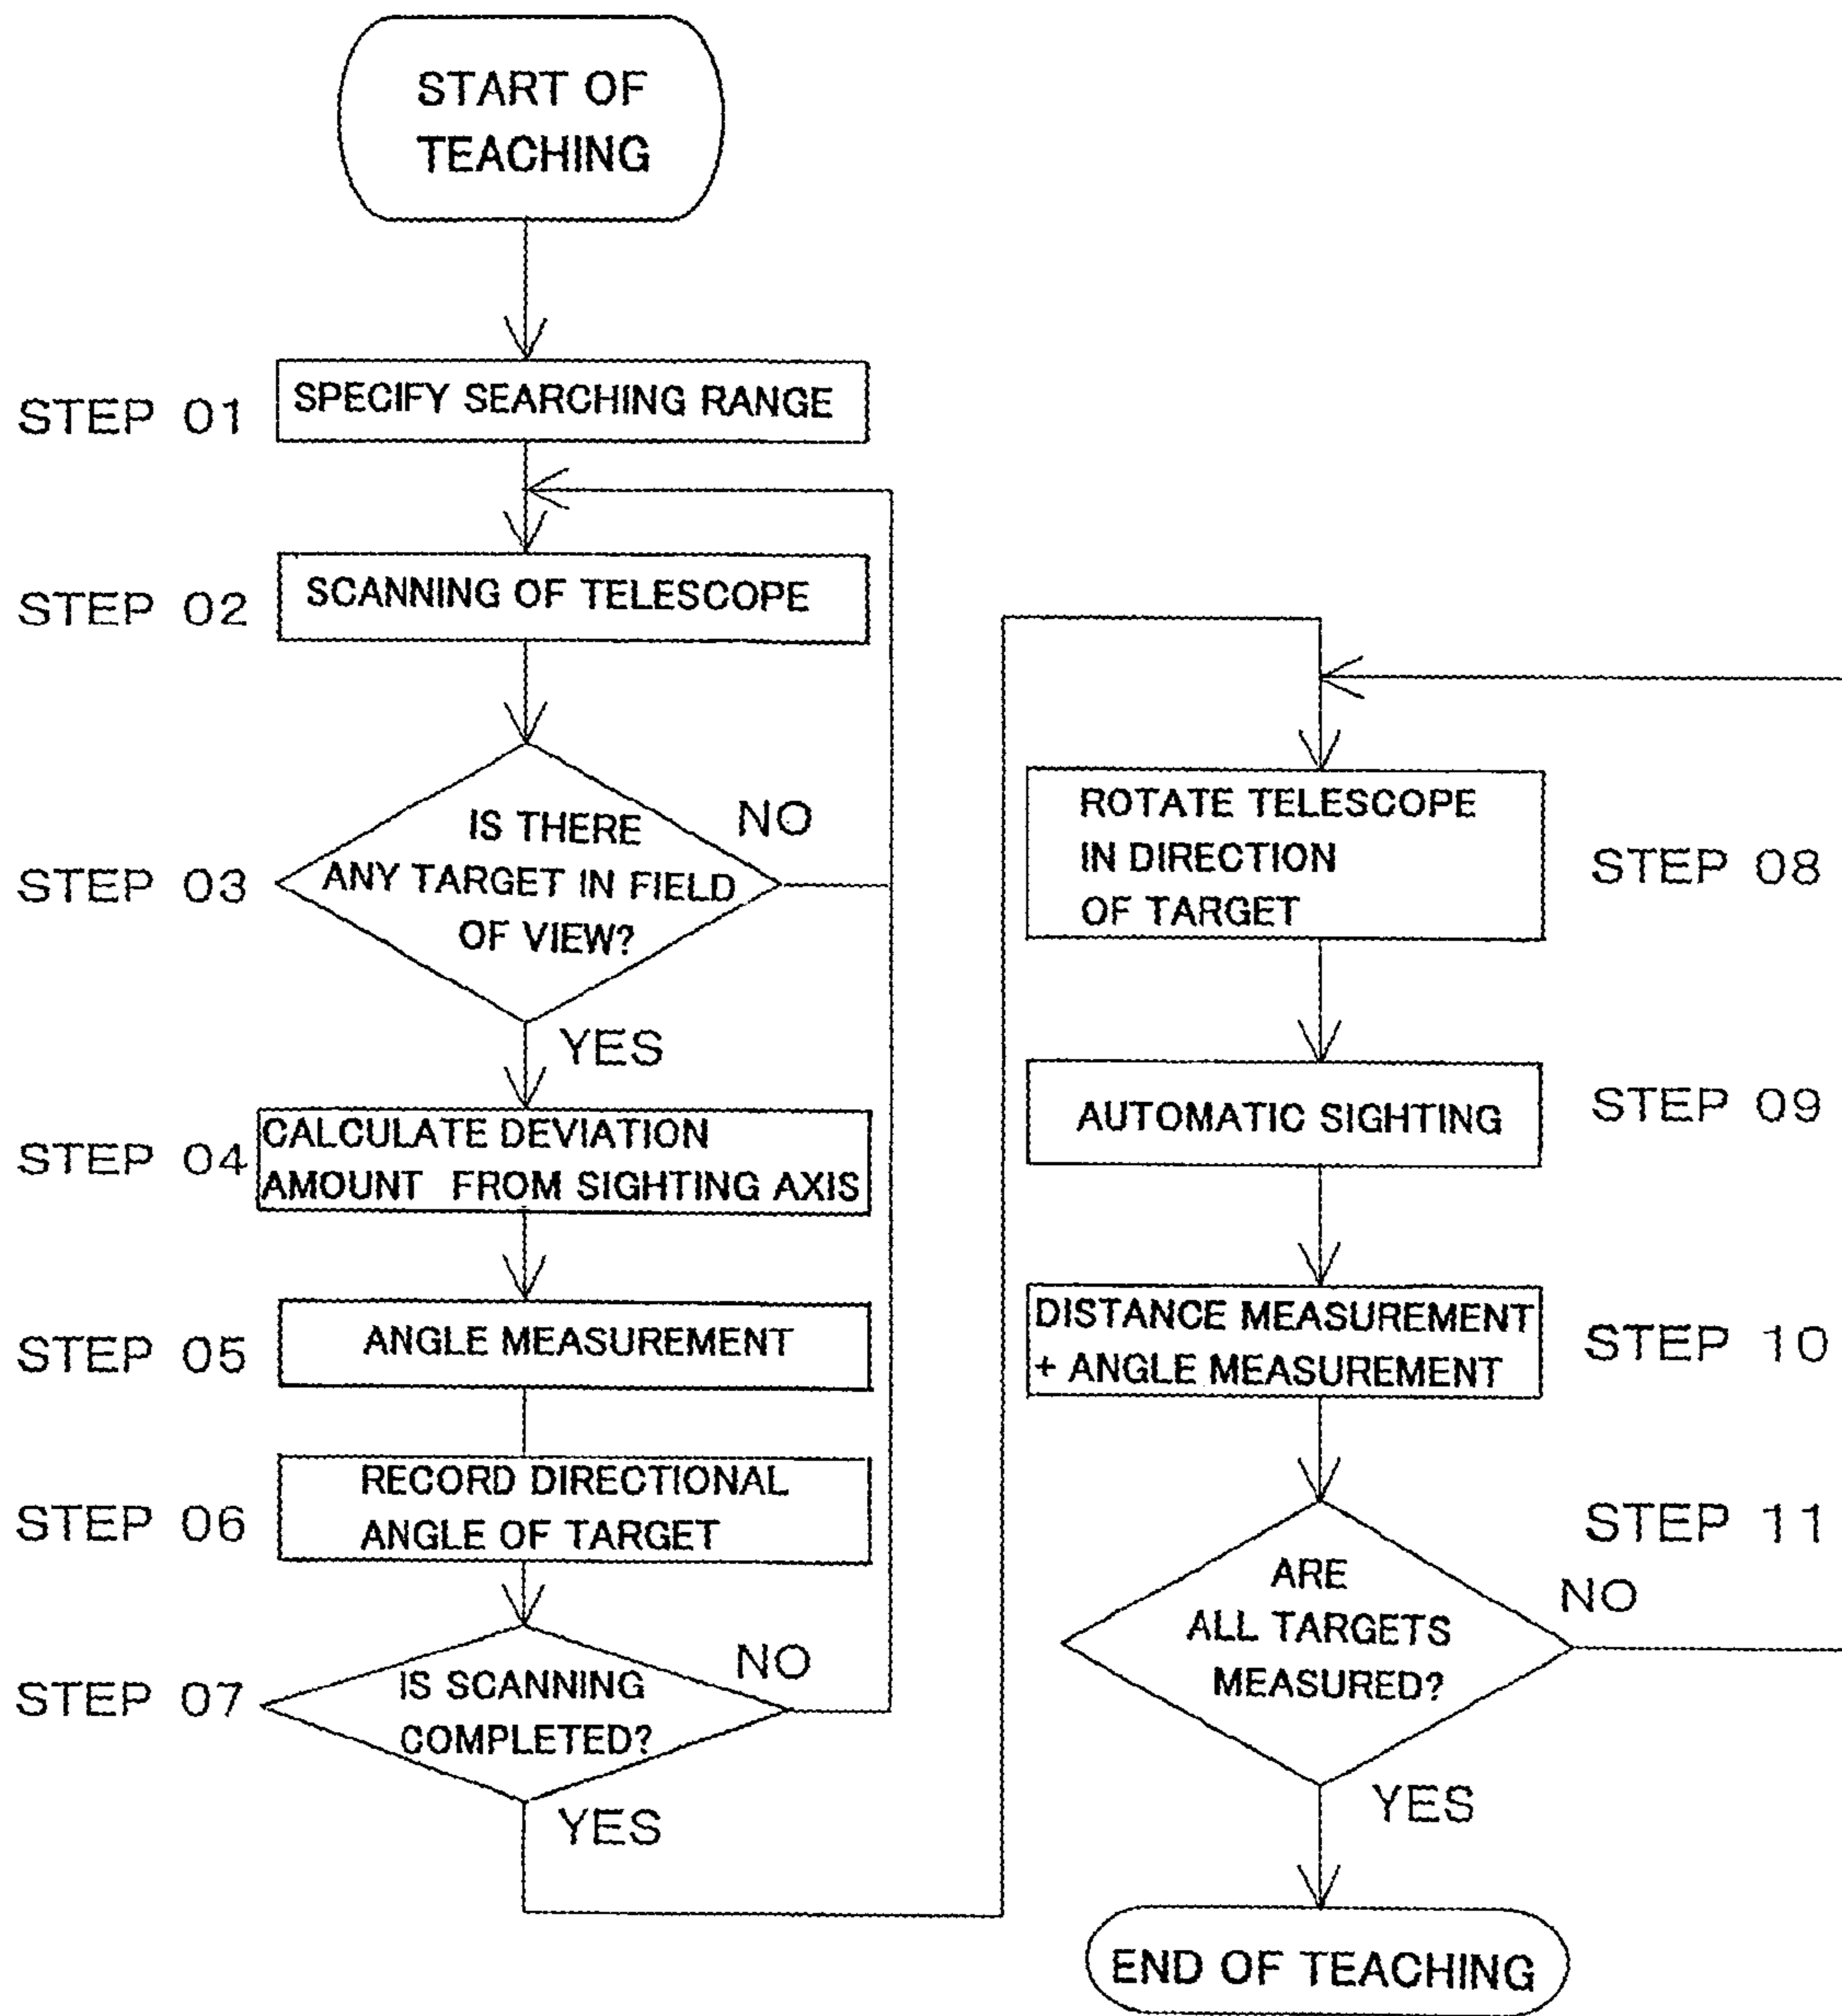 START OF
TEACHING
STEP 01
SPECIFY SEARCHING RANGE
STEP 02
SCANNING OF TELESCOPE
STEP 03
IS THERE
ANY TARGET IN FIELD
OF VIEW?
NO
YES
STEP 04
CALCULATE DEVIATION
AMOUNT FROM SIGHTING AXIS
STEP 05
ANGLE MEASUREMENT
STEP 06
RECORD DIRECTIONAL
ANGLE OF TARGET
STEP 07
IS SCANNING
COMPLETED?
NO
YES
ROTATE TELESCOPE
IN DIRECTION
OF TARGET
STEP 08
AUTOMATIC SIGHTING
STEP 09
DISTANCE MEASUREMENT
+ ANGLE MEASUREMENT
STEP 10
STEP 11
ARE
ALL TARGETS
MEASURED?
NO
YES
END OF TEACHING